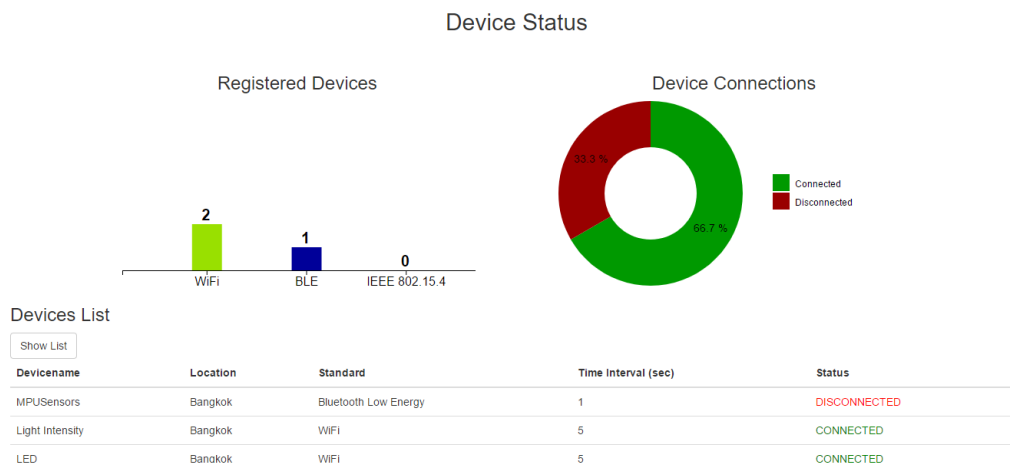 Device Status
Registered Devices
2
1
0
WiFi BLE IEEE 802.15.4
Device Connections
33.3 %
66.7 %
Connected
Disconnected
Devices List
Show List
Devicename Location Standard Time Interval (sec) Status
MPUSensors Bangkok Bluetooth Low Energy 1 DISCONNECTED
Light Intensity Bangkok WiFi 5 CONNECTED
LED Bangkok WiFi 5 CONNECTED